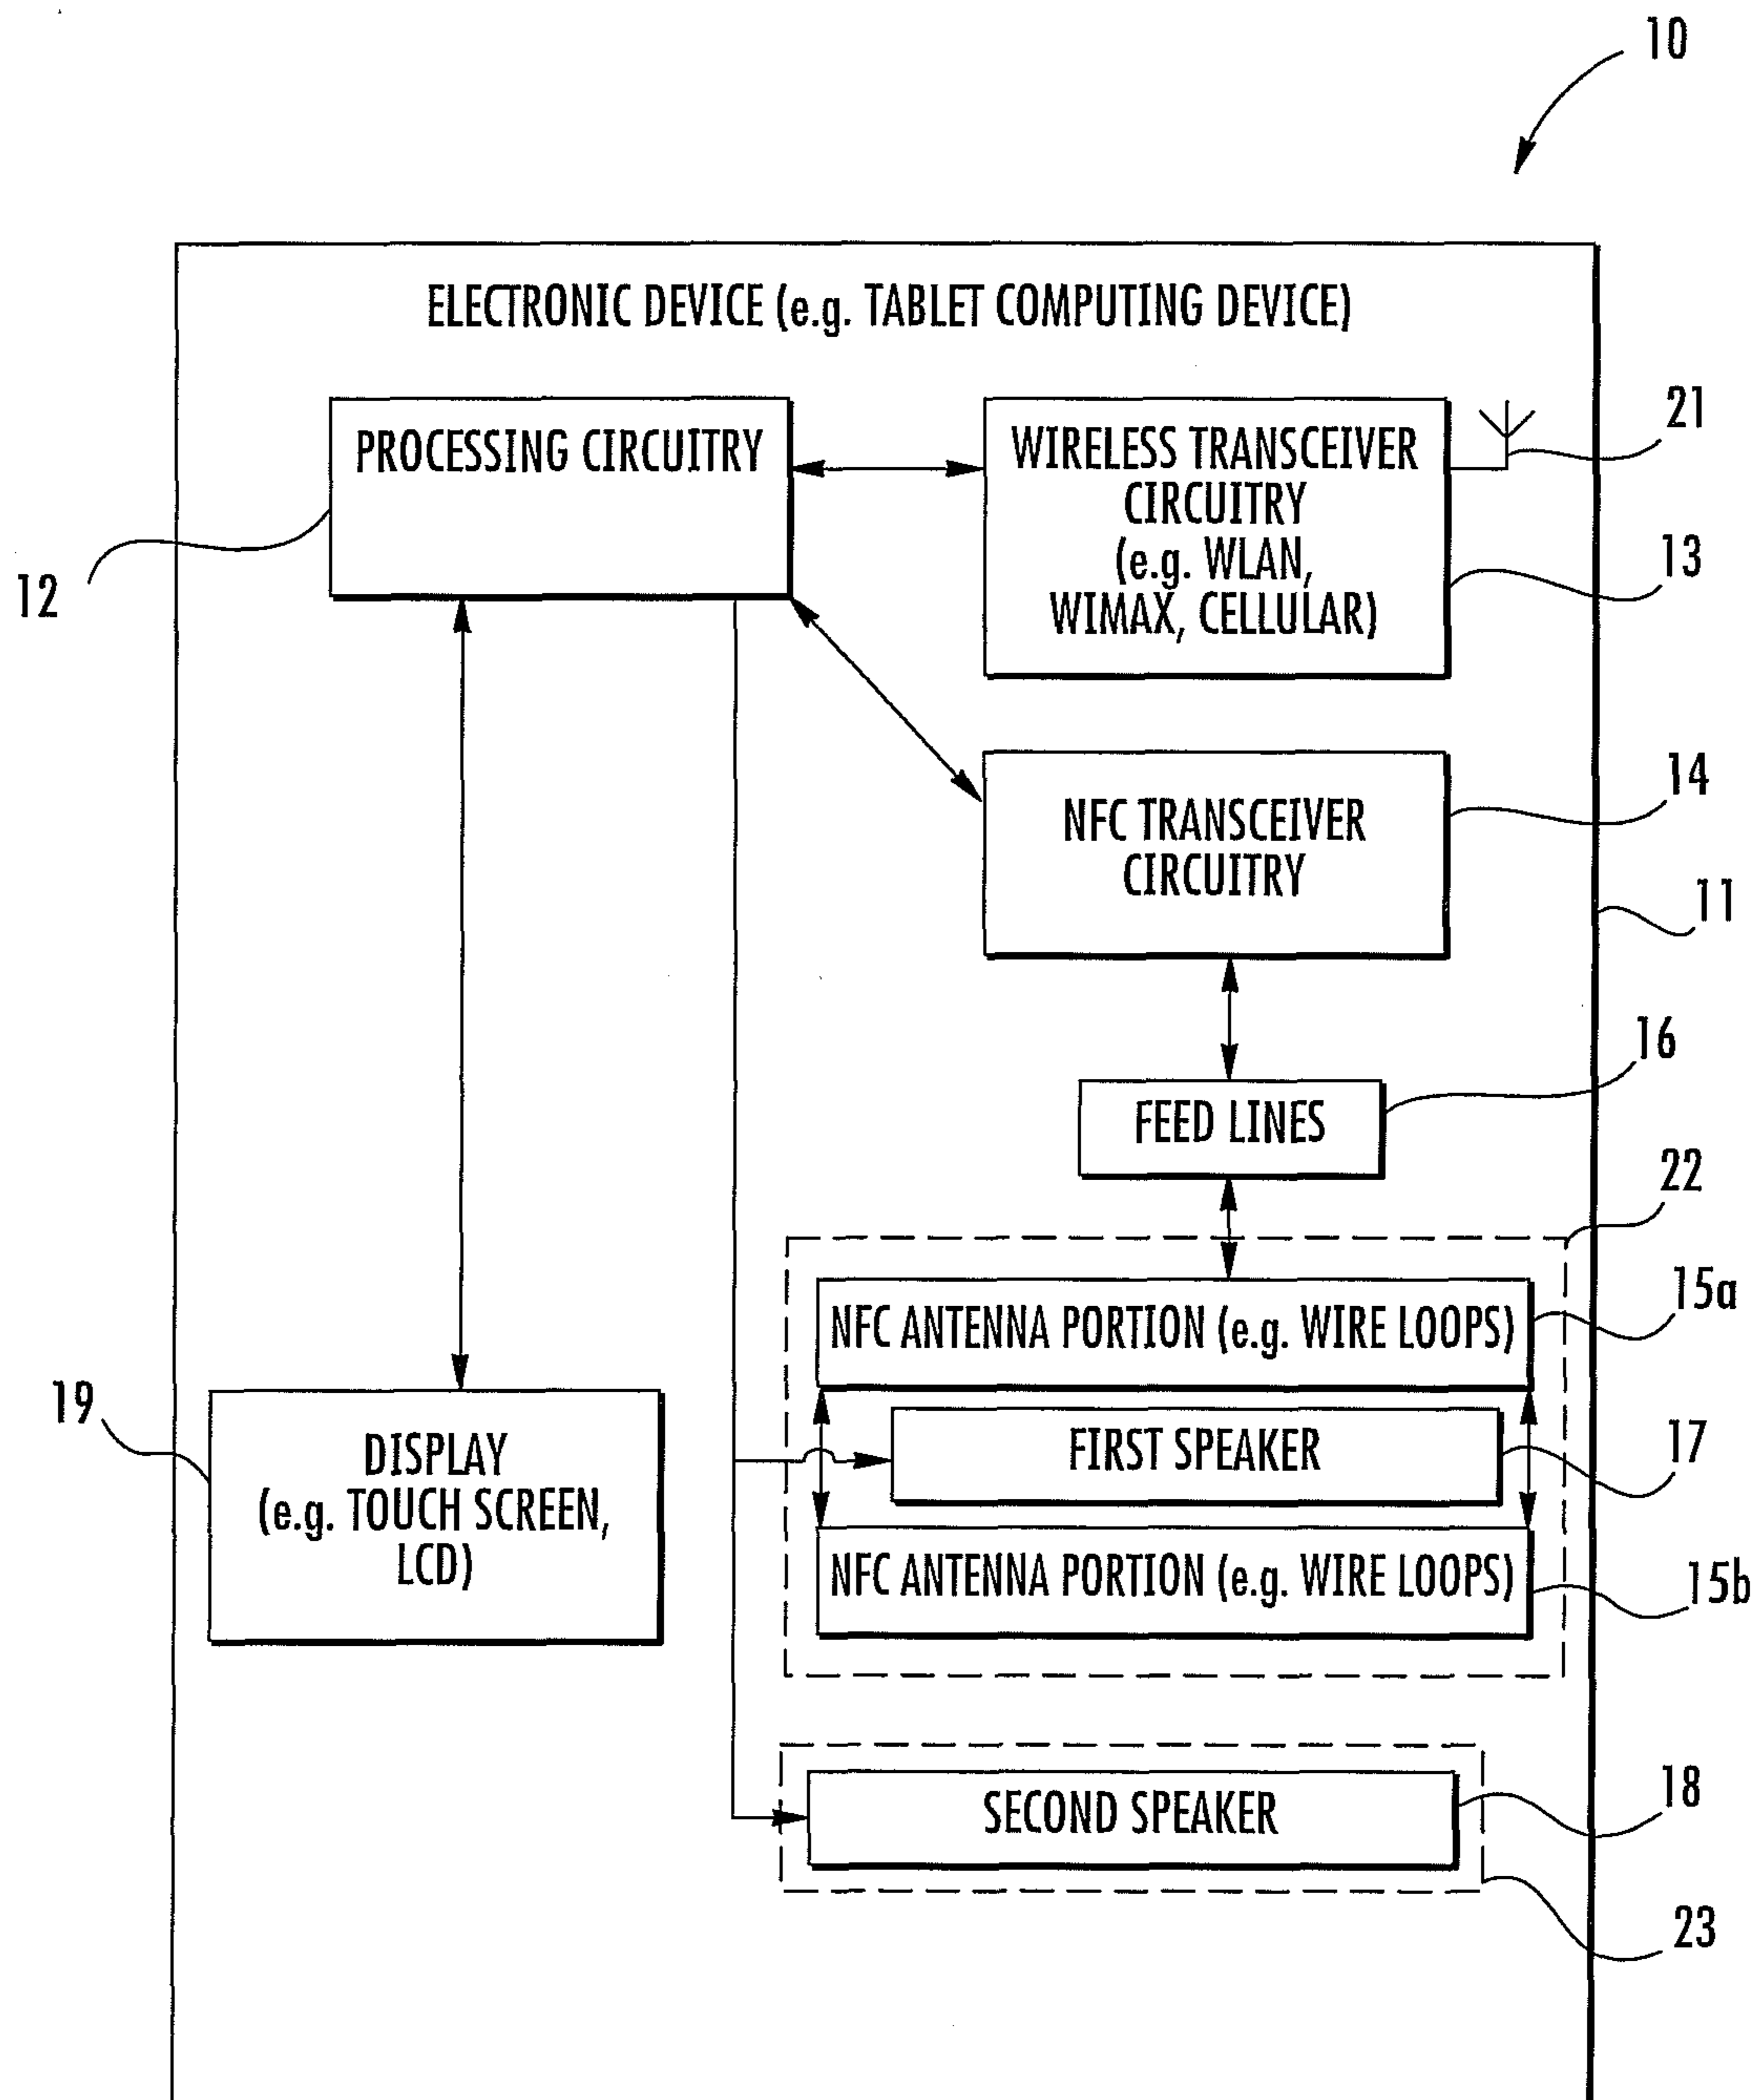 10
ELECTRONIC DEVICE (e.g. TABLET COMPUTING DEVICE)
PROCESSING CIRCUITRY
12
WIRELESS TRANSCEIVER
CIRCUITRY
(e.g. WLAN,
WIMAX, CELLULAR)
21
13
NFC TRANSCEIVER
CIRCUITRY
14
11
FEED LINES
16
22
NFC ANTENNA PORTION (e.g. WIRE LOOPS)
15a
19
DISPLAY
(e.g. TOUCH SCREEN,
LCD)
FIRST SPEAKER
17
NFC ANTENNA PORTION (e.g. WIRE LOOPS)
15b
SECOND SPEAKER
18
23